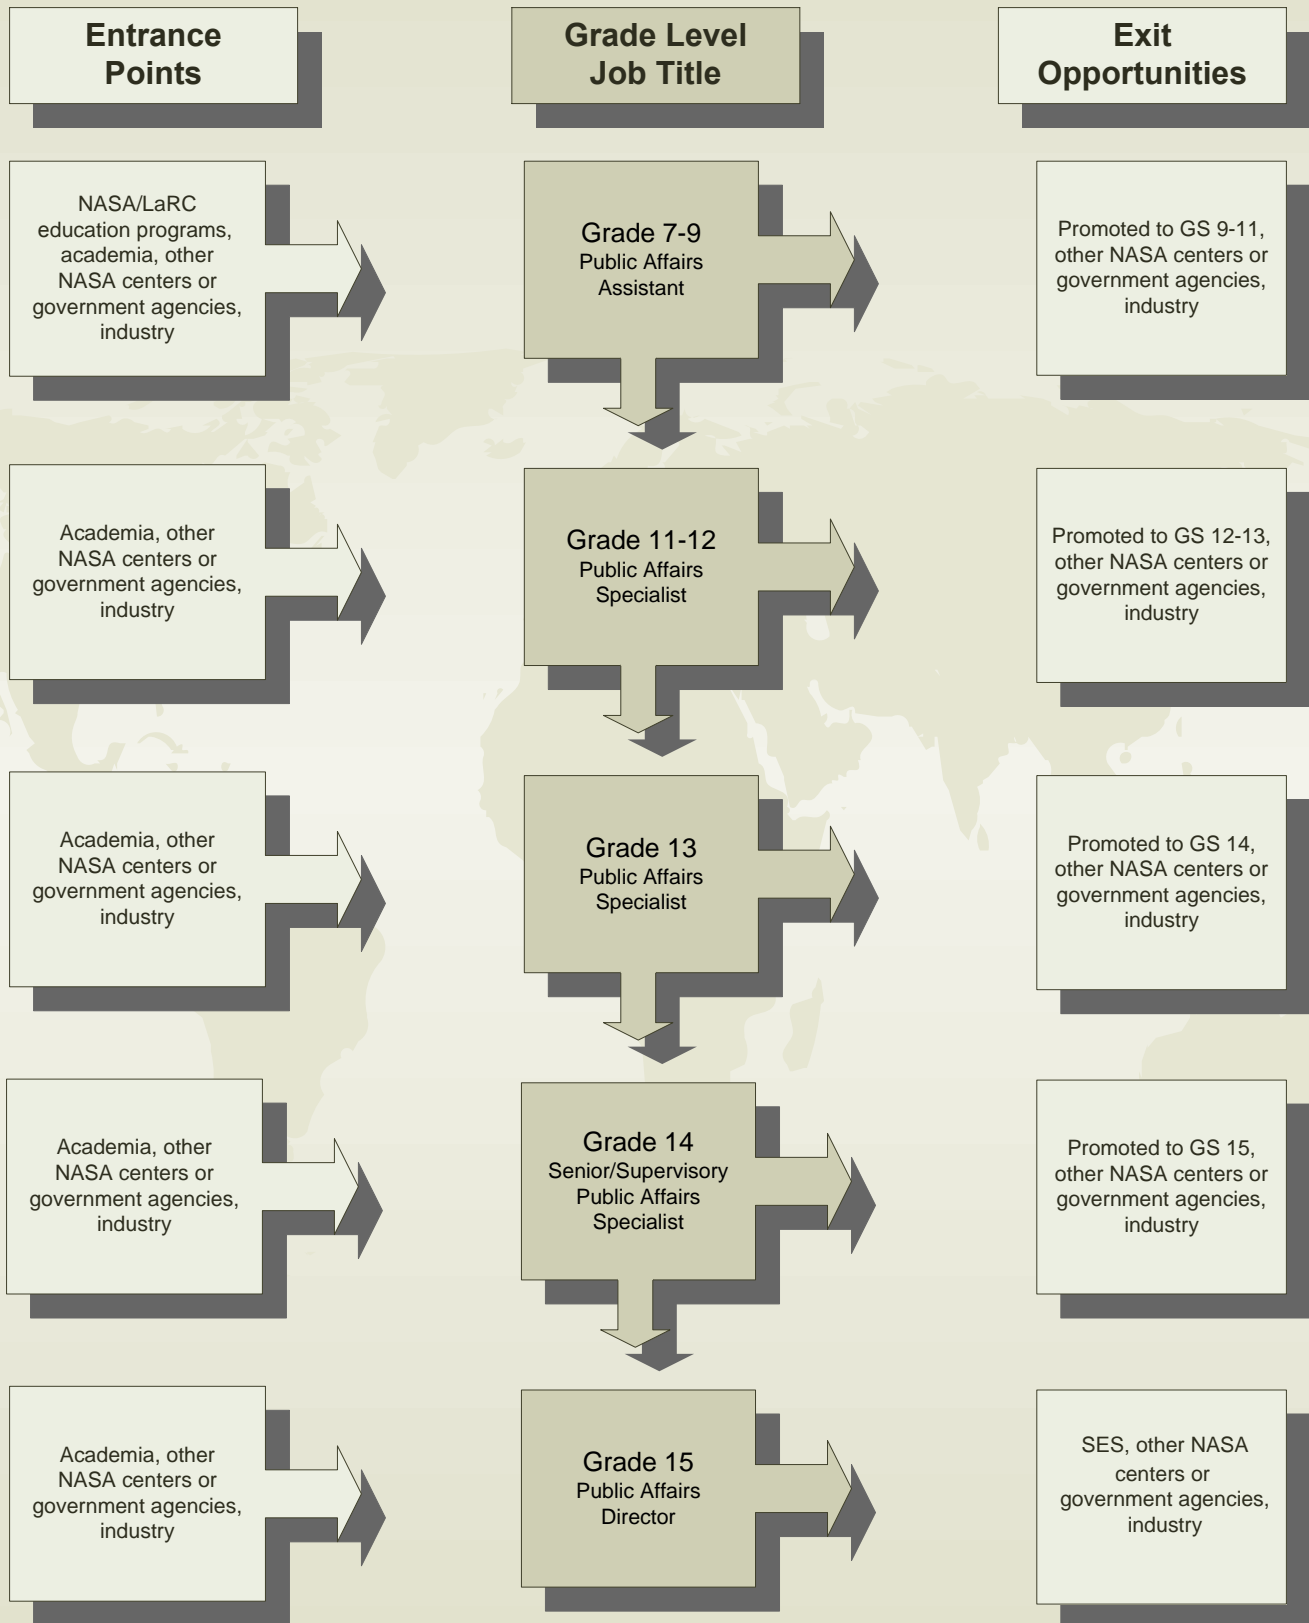 Entrance
Points
Grade Level
Job Title
Exit
Opportunities
NASA/LaRC
education programs,
academia, other
NASA centers or
government agencies,
industry
Grade 7-9
Public Affairs
Assistant
Promoted to GS 9-11,
other NASA centers or
government agencies,
industry
Academia, other
NASA centers or
government agencies,
industry
Grade 11-12
Public Affairs
Specialist
Promoted to GS 12-13,
other NASA centers or
government agencies,
industry
Academia, other
NASA centers or
government agencies,
industry
Grade 13
Public Affairs
Specialist
Promoted to GS 14,
other NASA centers or
government agencies,
industry
Academia, other
NASA centers or
government agencies,
industry
Grade 14
Senior/Supervisory
Public Affairs
Specialist
Promoted to GS 15,
other NASA centers or
government agencies,
industry
Academia, other
NASA centers or
government agencies,
industry
Grade 15
Public Affairs
Director
SES, other NASA
centers or
government agencies,
industry